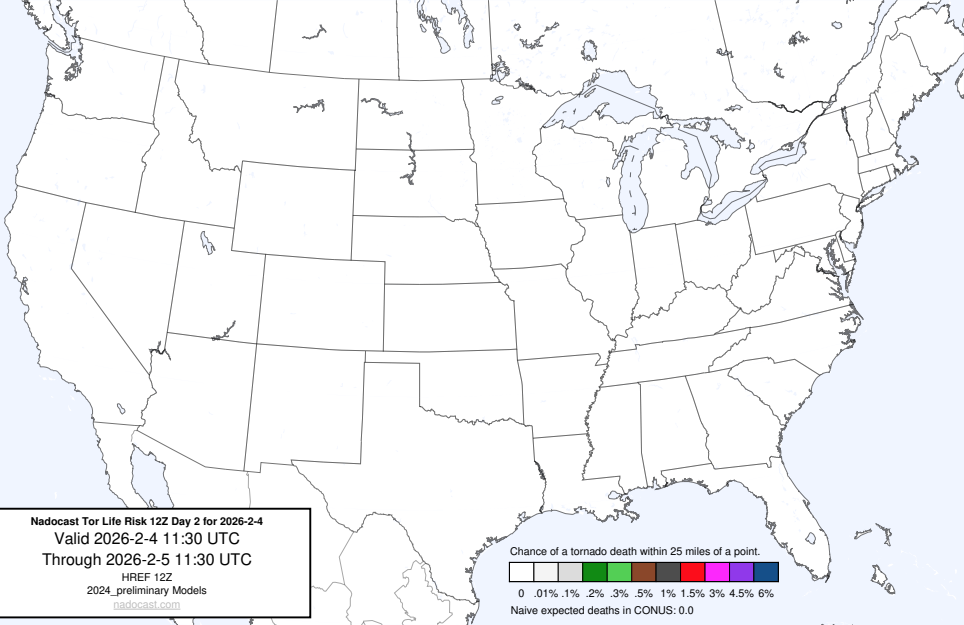 Nadocast Tor Life Risk 12Z Day 2 for 2026-2-4
Valid 2026-2-4 11:30 UTC
Through 2026-2-5 11:30 UTC
HREF 12Z
2024_preliminary Models
nadocast.com
Chance of a tornado death within 25 miles of a point.
0 .01% .1% .2% .3% .5% 1% 1.5% 3% 4.5% 6%
Naive expected deaths in CONUS: 0.0